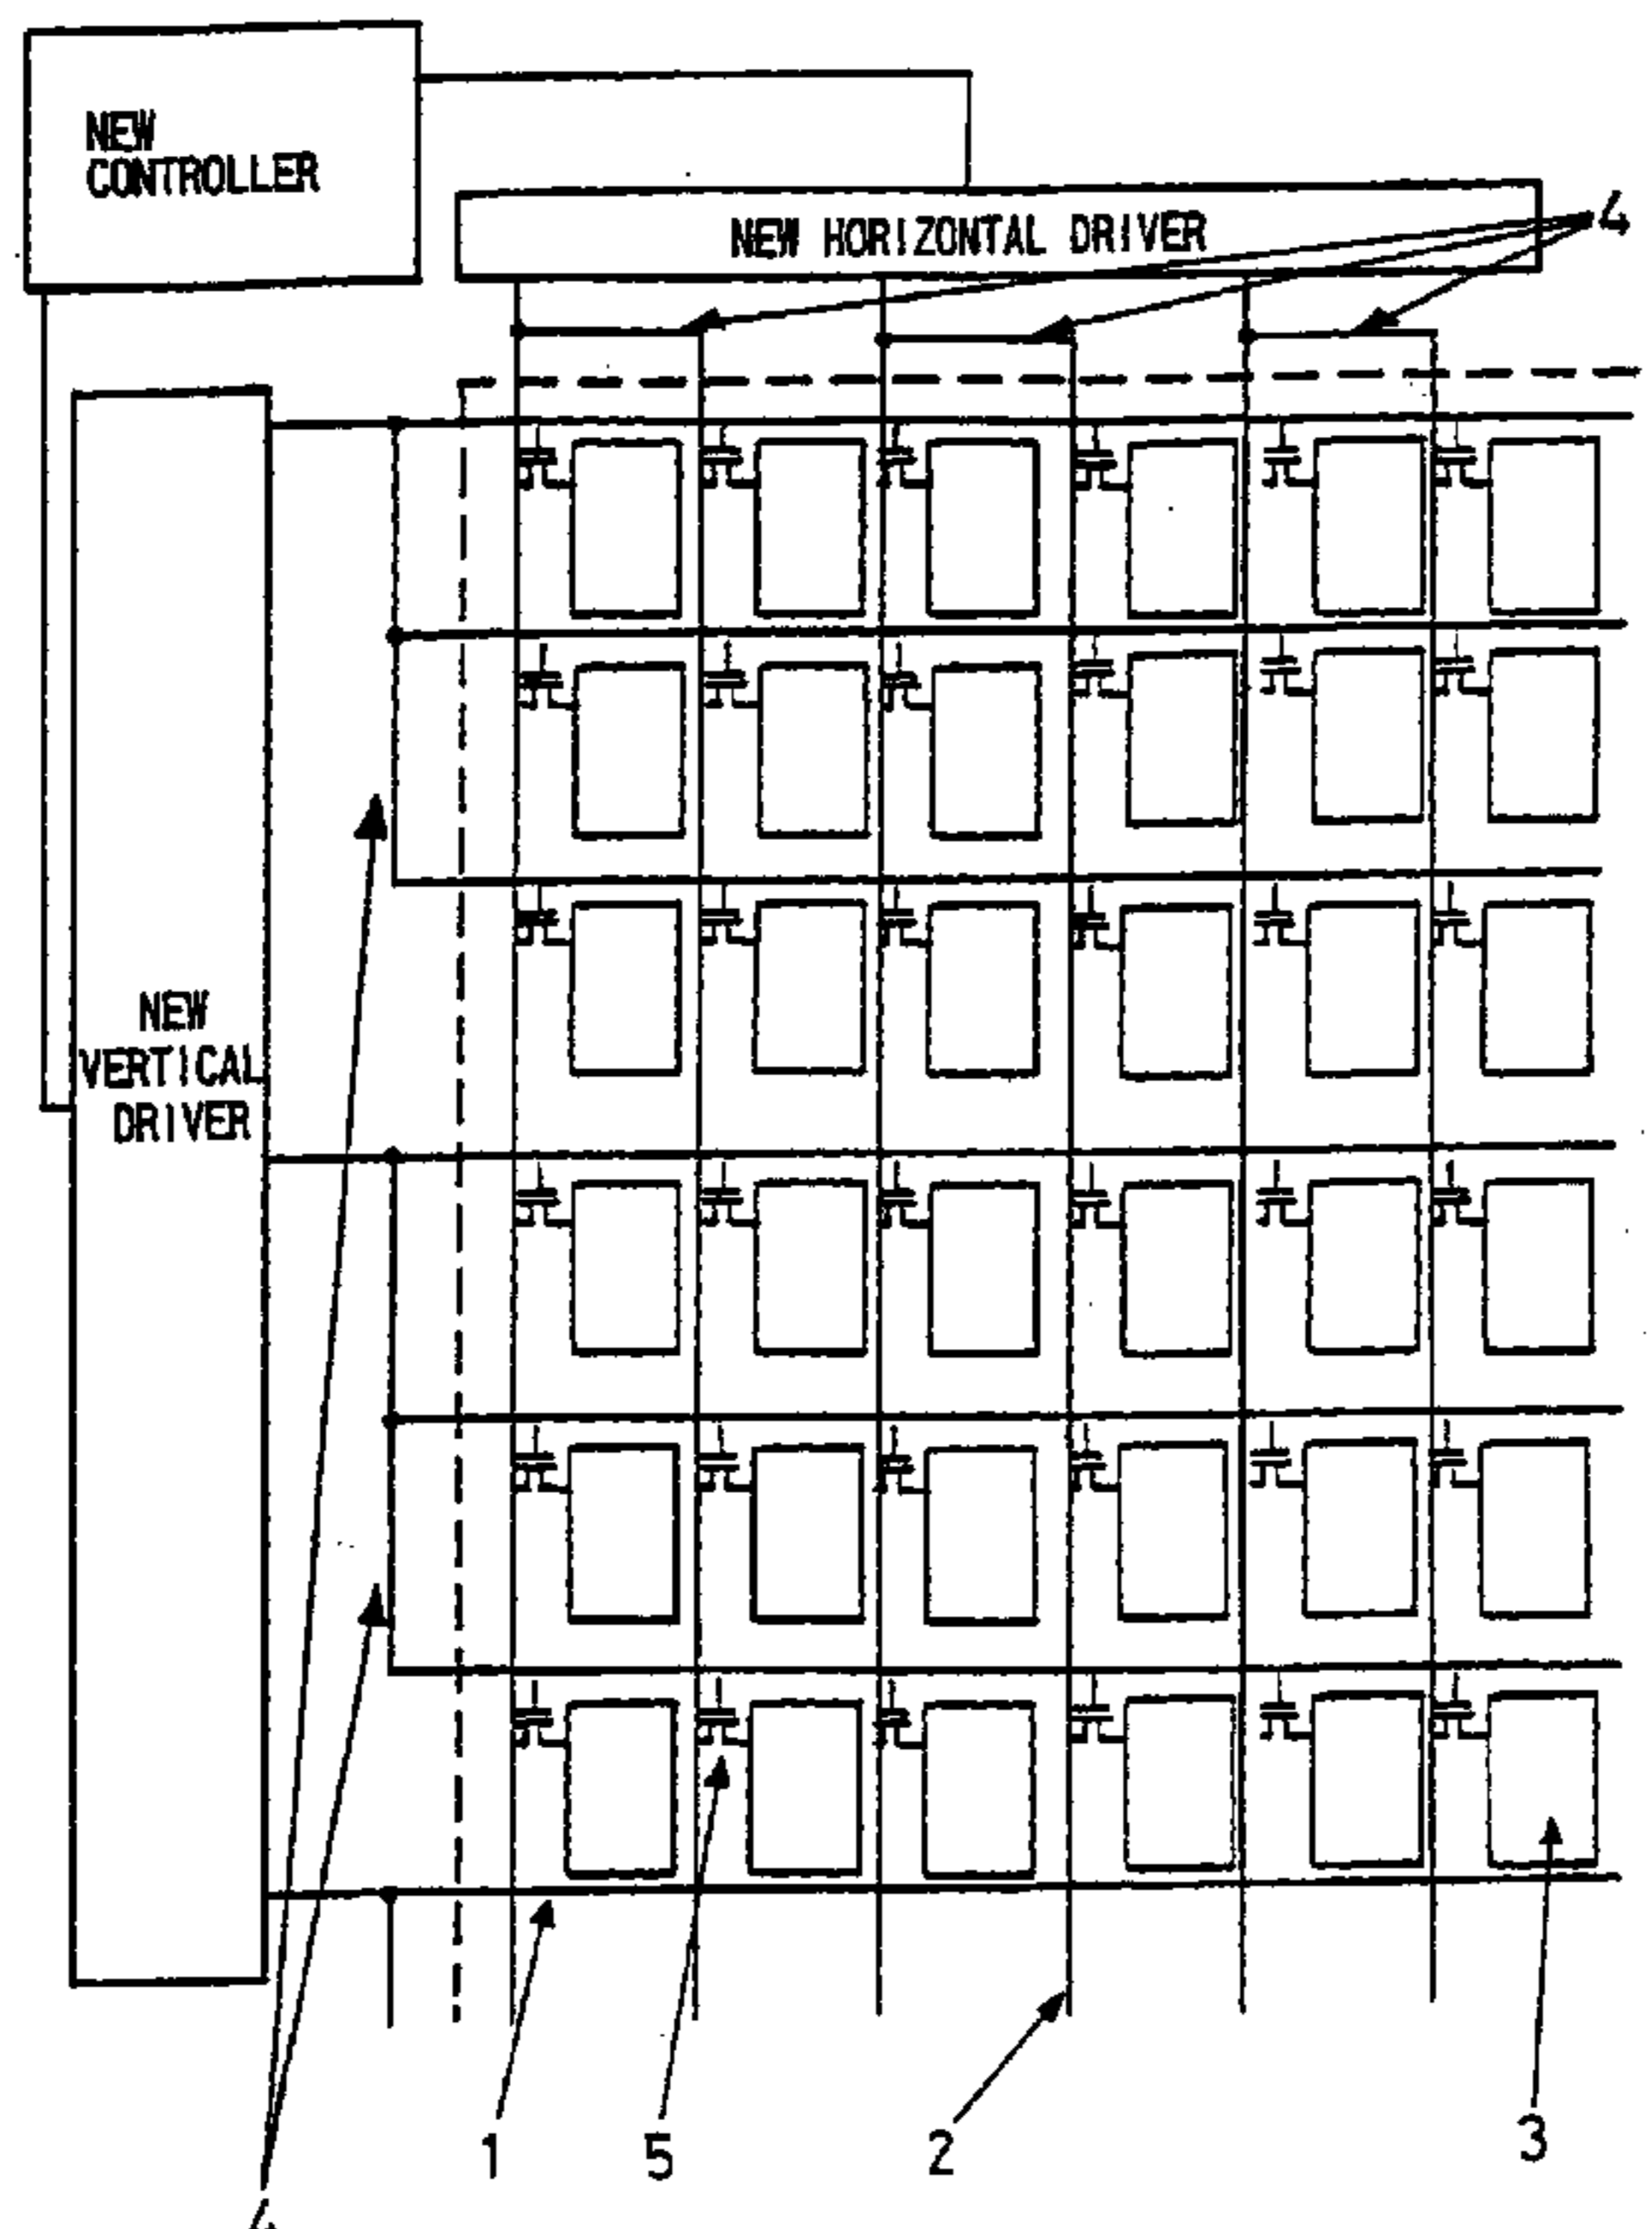 NEW
CONTROLLER
NEW HORIZONTAL DRIVER
4
NEW
VERTICAL
DRIVER
1
5
2
3
4